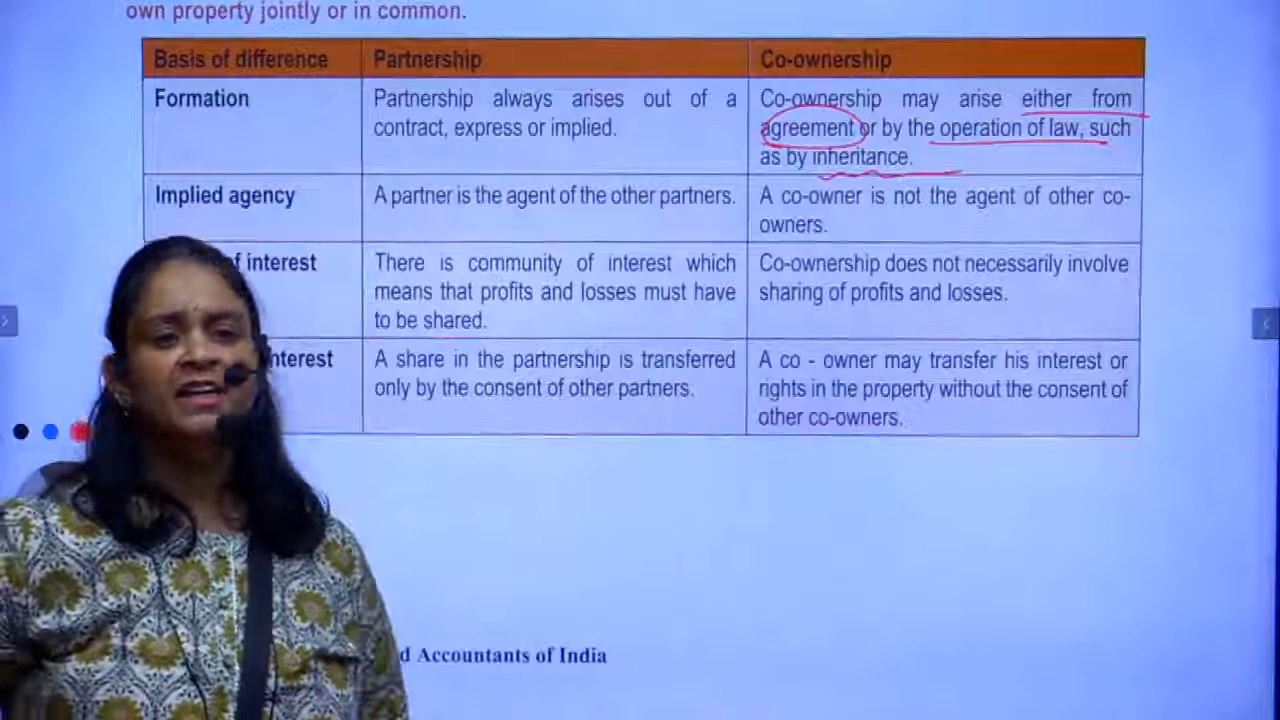 own property jointly or in common.
Basis of difference
Partnership
Co-ownership
Formation
Partnership always arises out of a
contract, express or implied.
Co-ownership may arise either from
agreement or by the operation of law, such
as by inheritance.
Implied agency
A partner is the agent of the other partners.
A co-owner is not the agent of other co-
owners.
of interest
There is community of interest which
means that profits and losses must have
to be shared.
Co-ownership does not necessarily involve
sharing of profits and losses.
interest
A share in the partnership is transferred
only by the consent of other partners.
A co - owner may transfer his interest or
rights in the property without the consent of
other co-owners.
d Accountants of India